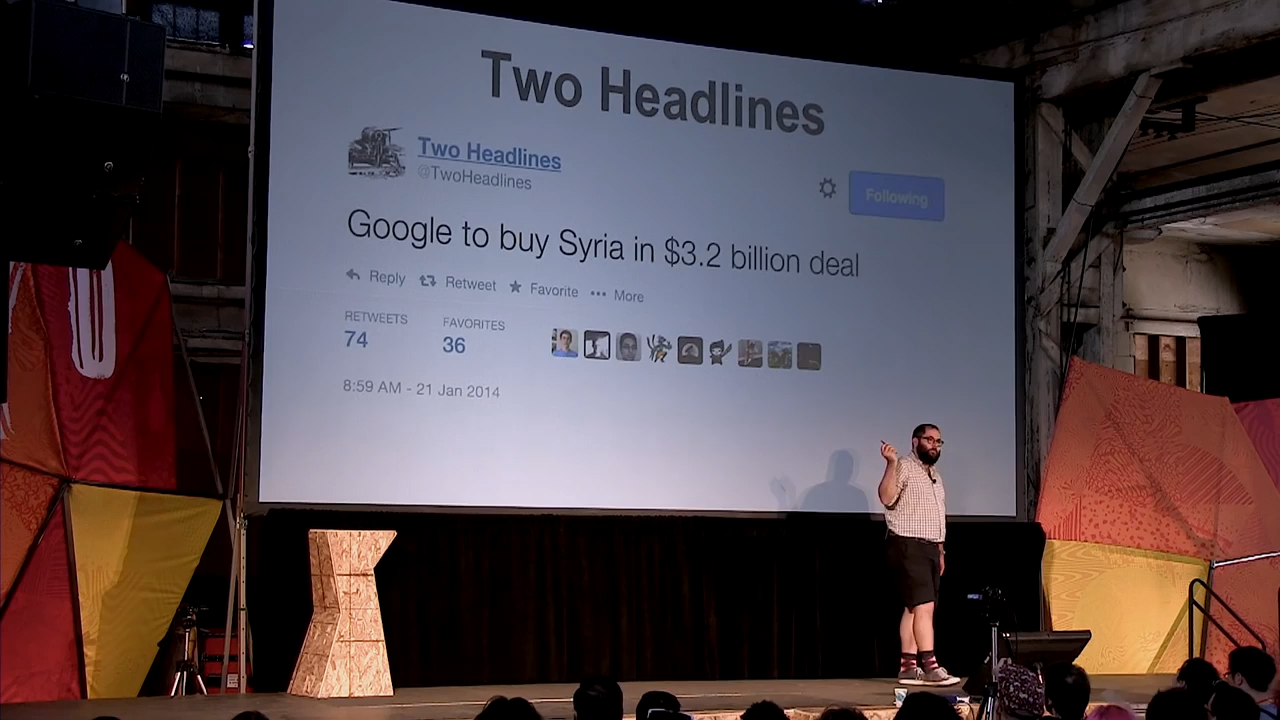 Two Headlines
Two Headlines
@TwoHeadlines
Following
Google to buy Syria in $3.2 billion deal
Reply Retweet Favorite More
RETWEETS FAVORITES
74 36
8:59 AM - 21 Jan 2014